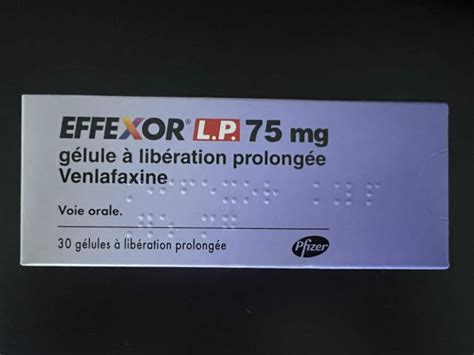 EFFEXOR® L.P. 75 mg
gélule à libération prolongée
Venlafaxine
Voie orale.
30 gélules à libération prolongée
Pfizer